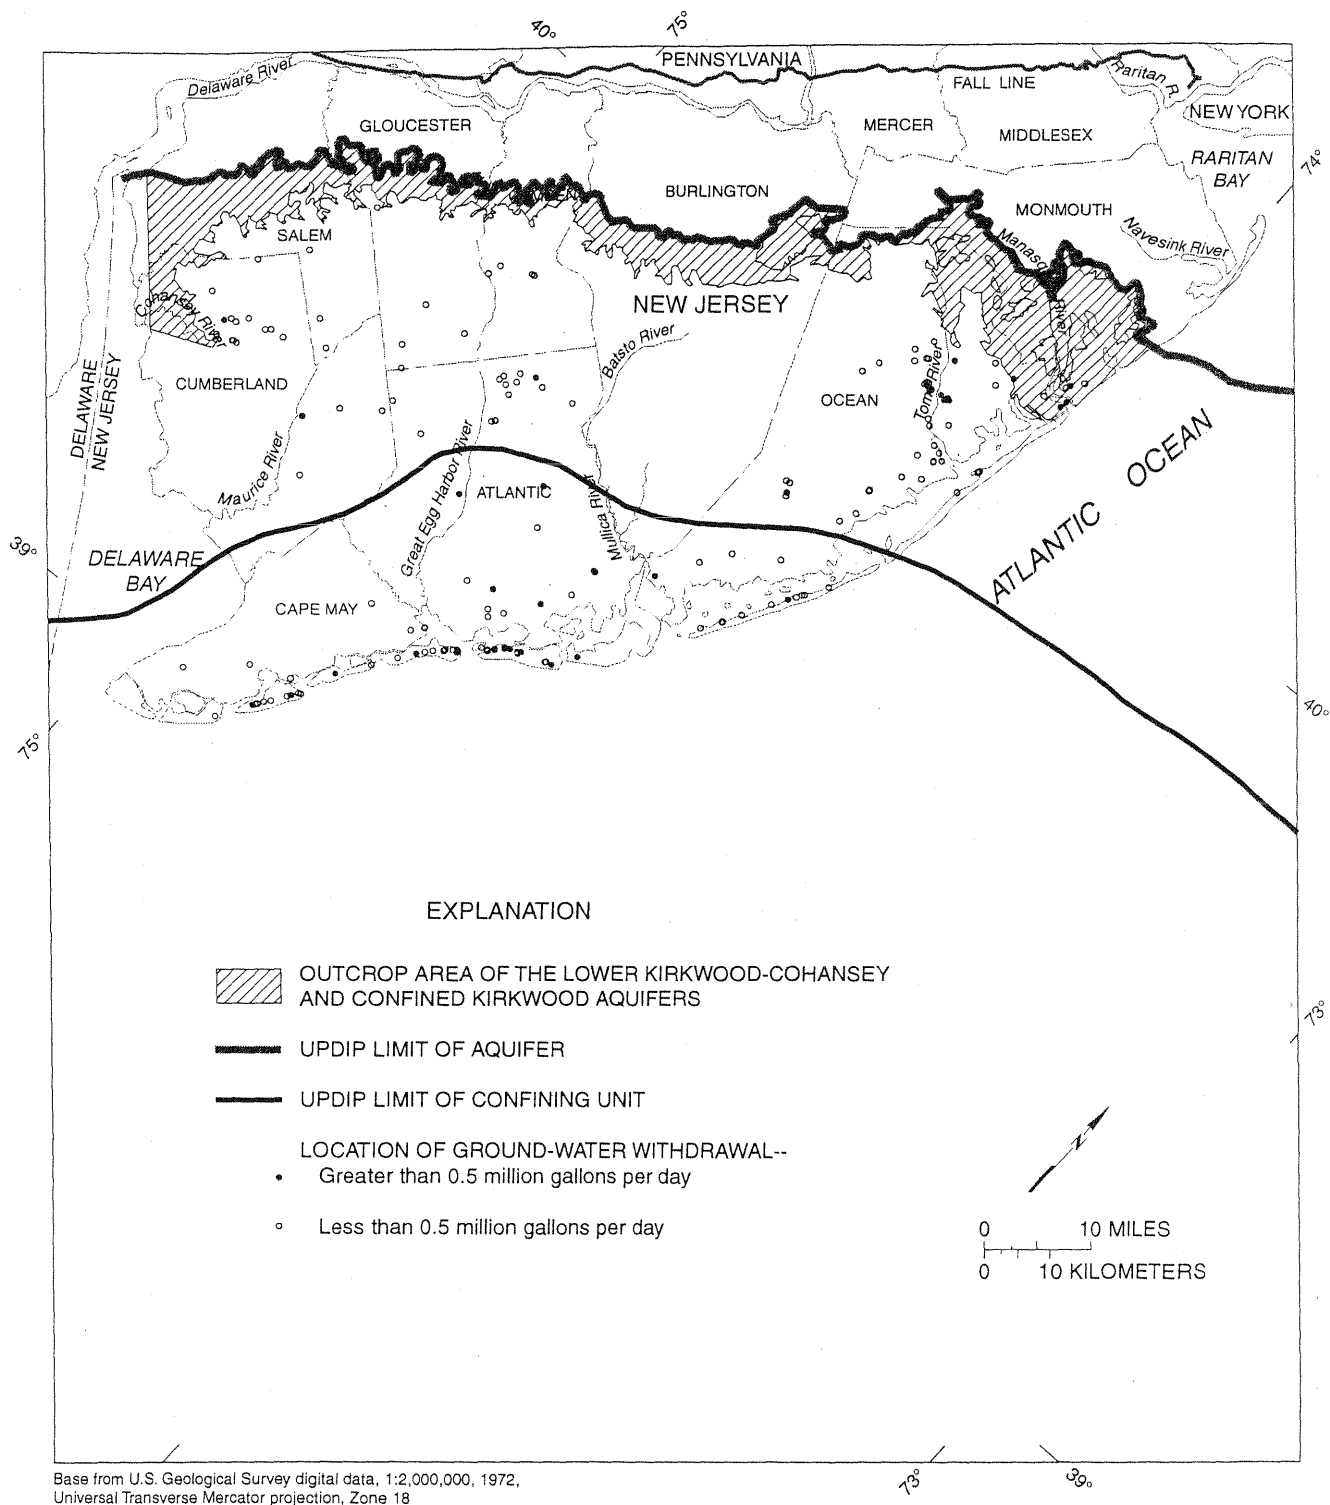 40°
75°
PENNSYLVANIA
Delaware River
FALL LINE
Raritan R.
NEW YORK
GLOUCESTER
MERCER
MIDDLESEX
RARITAN
BAY
74°
BURLINGTON
MONMOUTH
SALEM
Navesink River
NEW JERSEY
Cohansey River
River
Batsto River
DELAWARE
NEW JERSEY
CUMBERLAND
OCEAN
Toms River
Maurice River
Great Egg Harbor River
ATLANTIC
Mullica River
ATLANTIC OCEAN
39°
DELAWARE
BAY
CAPE MAY
40°
75°
EXPLANATION
OUTCROP AREA OF THE LOWER KIRKWOOD-COHANSEY
AND CONFINED KIRKWOOD AQUIFERS
73°
UPDIP LIMIT OF AQUIFER
UPDIP LIMIT OF CONFINING UNIT
LOCATION OF GROUND-WATER WITHDRAWAL--
Greater than 0.5 million gallons per day
N
Less than 0.5 million gallons per day
0 10 MILES
0 10 KILOMETERS
Base from U.S. Geological Survey digital data, 1:2,000,000, 1972,
Universal Transverse Mercator projection, Zone 18
73°
39°